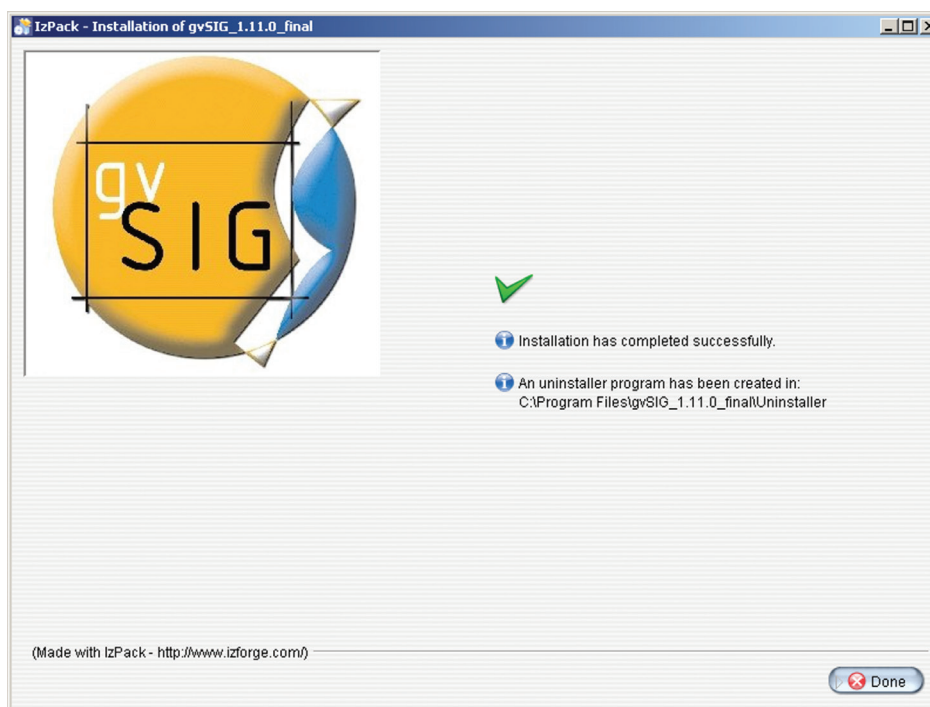 IzPack - Installation of gvSIG_1.11.0_final
gv
SIG
Installation has completed successfully.
An uninstaller program has been created in:
C:\Program Files\gvSIG_1.11.0_final\Uninstaller
(Made with IzPack - http://www.izforge.com/)
Done